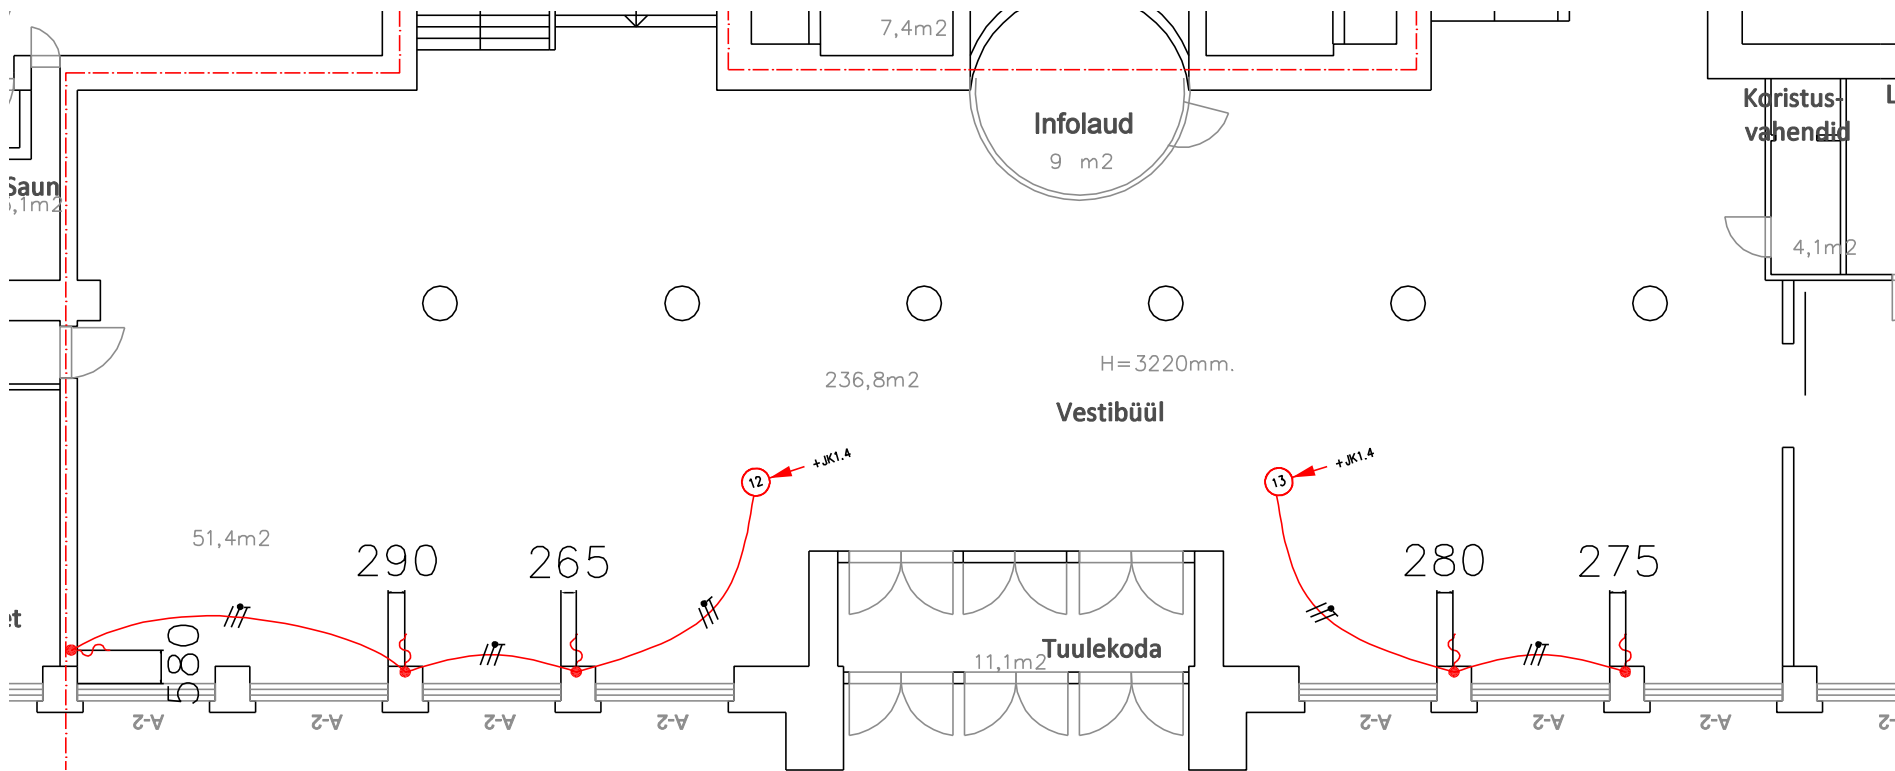 7,4m2
Infolaud
9 m2
Koristus-
vahendid
Saun
,1m2
4,1m2
H=3220mm.
236,8m2
Vestibüül
12
+JK1.4
13
+JK1.4
51,4m2
290
265
280
275
580
Tuulekoda
11,1m2
A-2
A-2
A-2
A-2
A-2
A-2
A-2